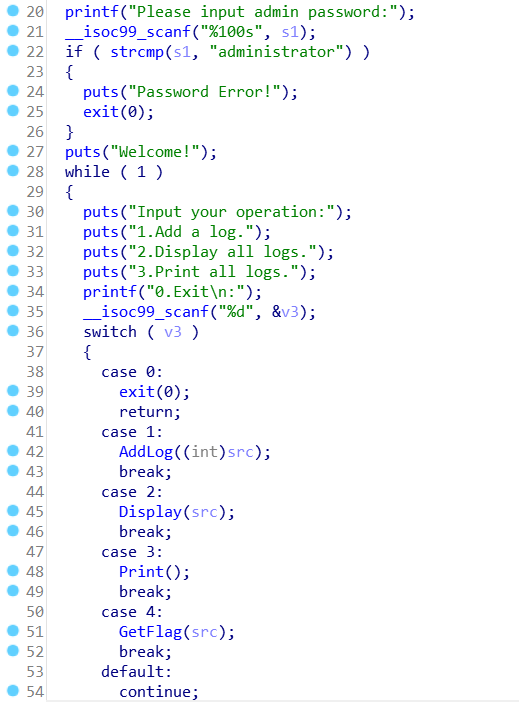 20 printf("Please input admin password:");
21 __isoc99_scanf("%100s", s1);
22 if ( strcmp(s1, "administrator") )
23 {
24 puts("Password Error!");
25 exit(0);
26 }
27 puts("Welcome!");
28 while ( 1 )
29 {
30 puts("Input your operation:");
31 puts("1.Add a log.");
32 puts("2.Display all logs.");
33 puts("3.Print all logs.");
34 printf("0.Exit\n:");
35 __isoc99_scanf("%d", &v3);
36 switch ( v3 )
37 {
38 case 0:
39 exit(0);
40 return;
41 case 1:
42 AddLog((int)src);
43 break;
44 case 2:
45 Display(src);
46 break;
47 case 3:
48 Print();
49 break;
50 case 4:
51 GetFlag(src);
52 break;
53 default:
54 continue;